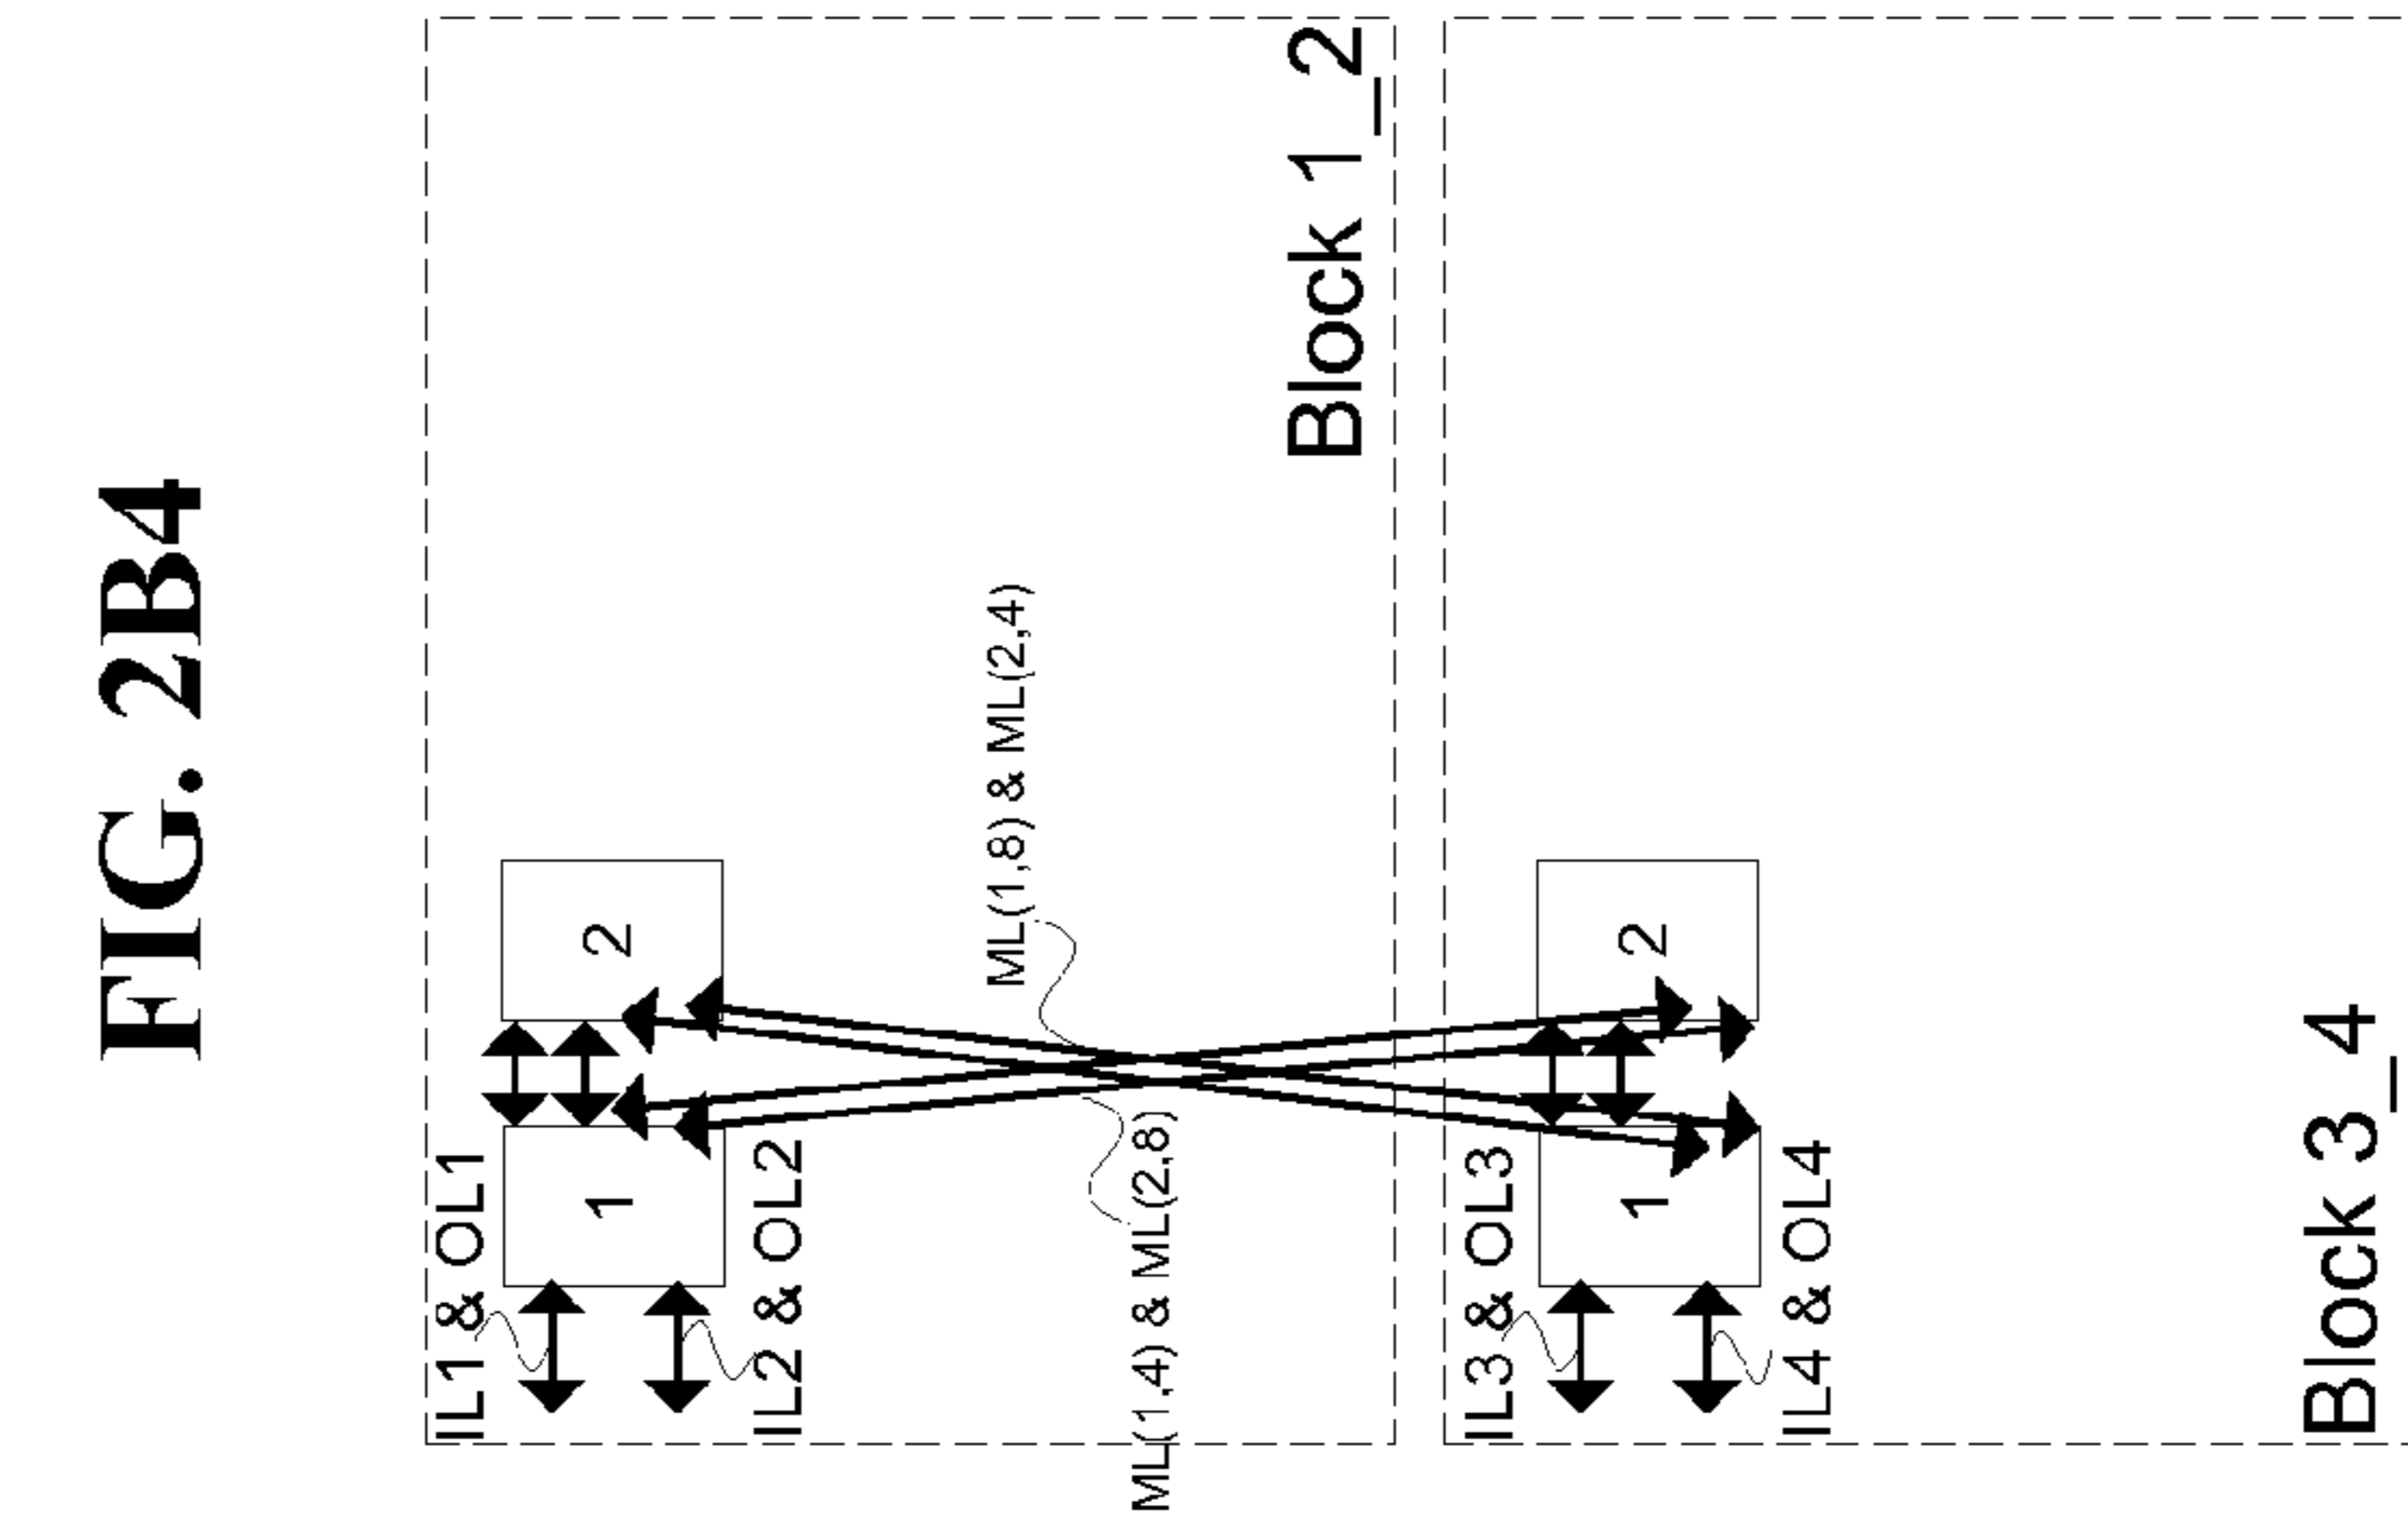 FIG. 2B4
IL1 & OL1
1
2
IL2 & OL2
ML(1,8) & ML(2,4)
ML(1,4) & ML(2,8)
Block 1_2
IL3 & OL3
1
2
IL4 & OL4
Block 3_4